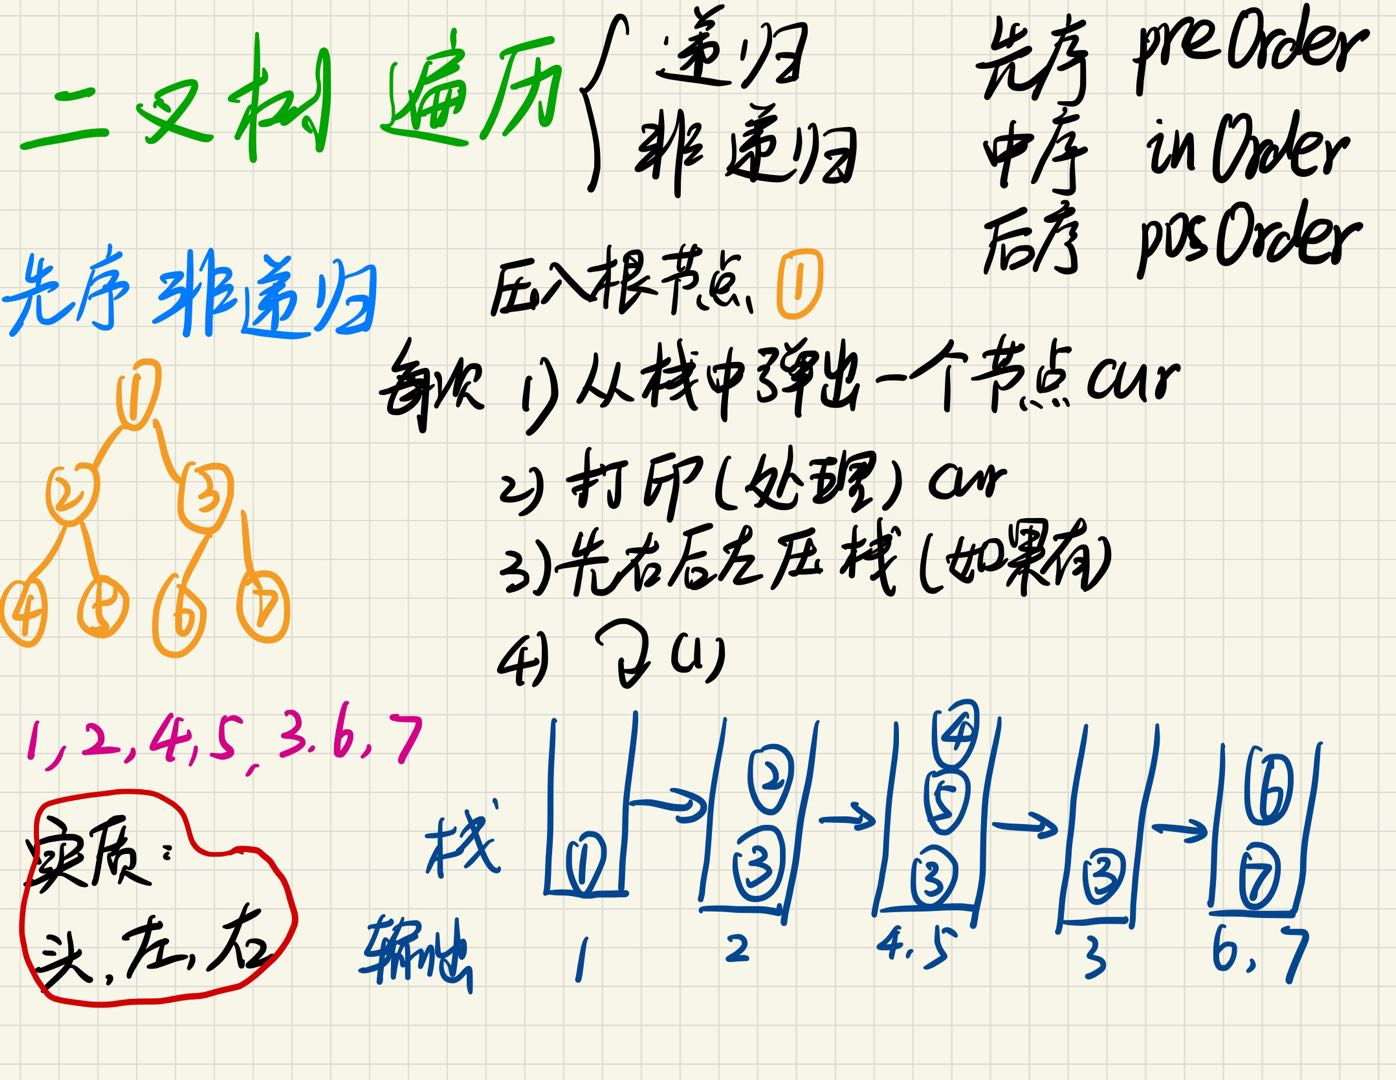 二叉树 遍历
递归
非递归
先序 preOrder
中序 inOrder
后序 posOrder
先序 非递归
压入根节点 ①
每次 1) 从栈中弹出一个节点 cur
2) 打印(处理) cur
3) 先右后左压栈(如果有)
4) (1)
①
② ③
④ ⑤ ⑥ ⑦
1, 2, 4, 5, 3. 6, 7
实质:
头, 左, 右
栈
① → ② ③ → ④ ⑤ ③ → ③ → ⑥ ⑦
输出 1 2 4, 5 3 6, 7